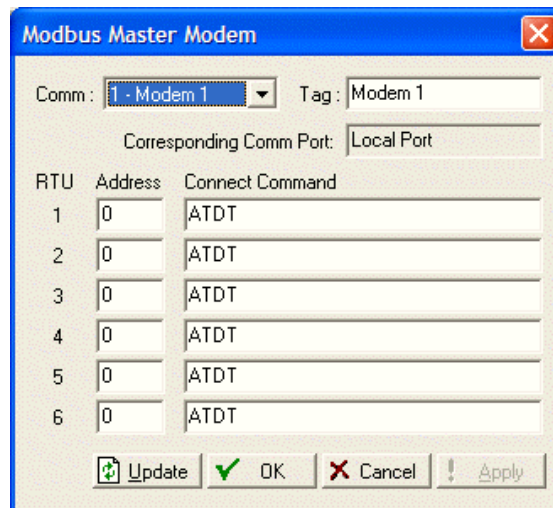 Modbus Master Modem
Comm : 1 - Modem 1 Tag : Modem 1
Corresponding Comm Port: Local Port
RTU Address Connect Command
1 0 ATDT
2 0 ATDT
3 0 ATDT
4 0 ATDT
5 0 ATDT
6 0 ATDT
Update OK Cancel ! Apply